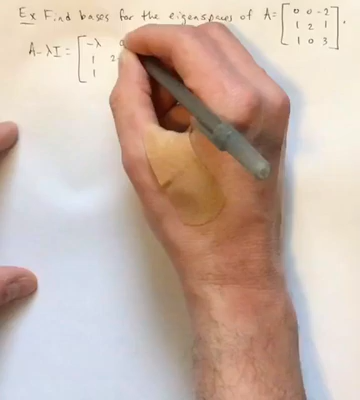 Ex Find bases for the eigenspaces of A = [0 0 -2
1 2 1
1 0 3].
A-λI = [-λ 0
1 2-
1